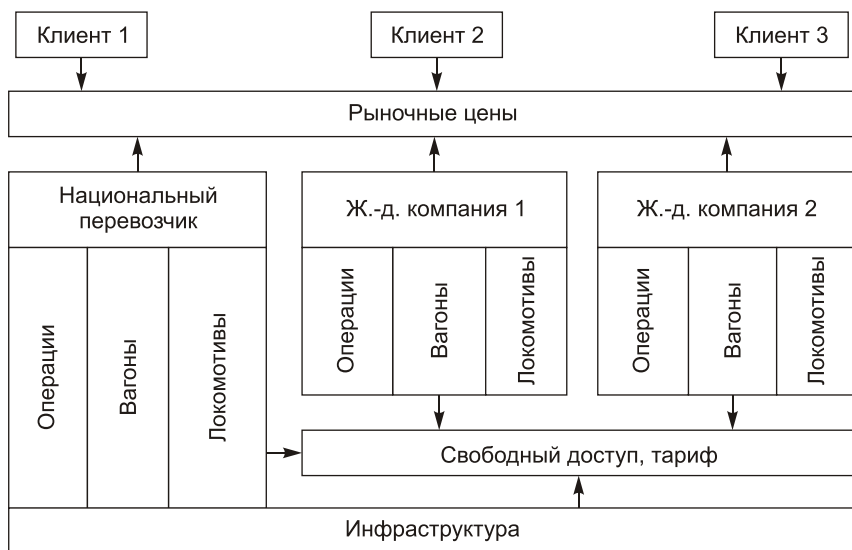 Клиент 1
Клиент 2
Клиент 3
Рыночные цены
Национальный
перевозчик
Ж.-д. компания 1
Ж.-д. компания 2
Операции
Вагоны
Локомотивы
Операции
Вагоны
Локомотивы
Операции
Вагоны
Локомотивы
Свободный доступ, тариф
Инфраструктура